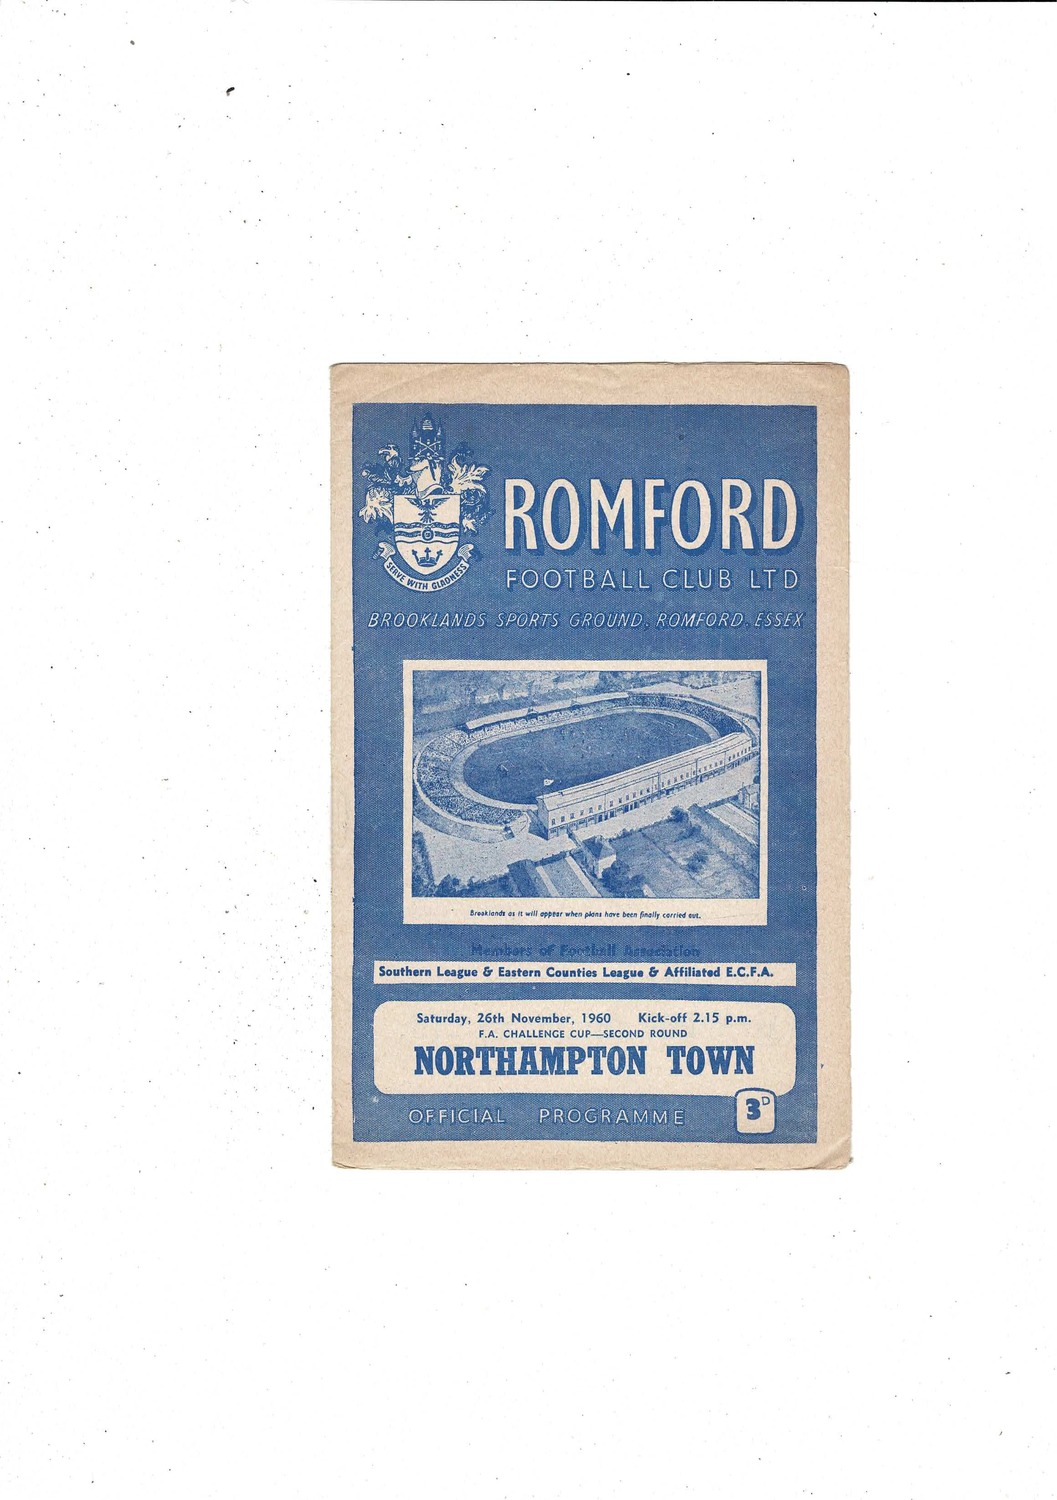 ROMFORD
SERVE WITH GLADNESS
FOOTBALL CLUB LTD
BROOKLANDS SPORTS GROUND, ROMFORD, ESSEX
Brooklands as it will appear when plans have been finally carried out.
Members of Football Association
Southern League & Eastern Counties League & Affiliated E.C.F.A.
Saturday, 26th November, 1960 Kick-off 2.15 p.m.
F.A. CHALLENGE CUP—SECOND ROUND
NORTHAMPTON TOWN
OFFICIAL PROGRAMME 3D